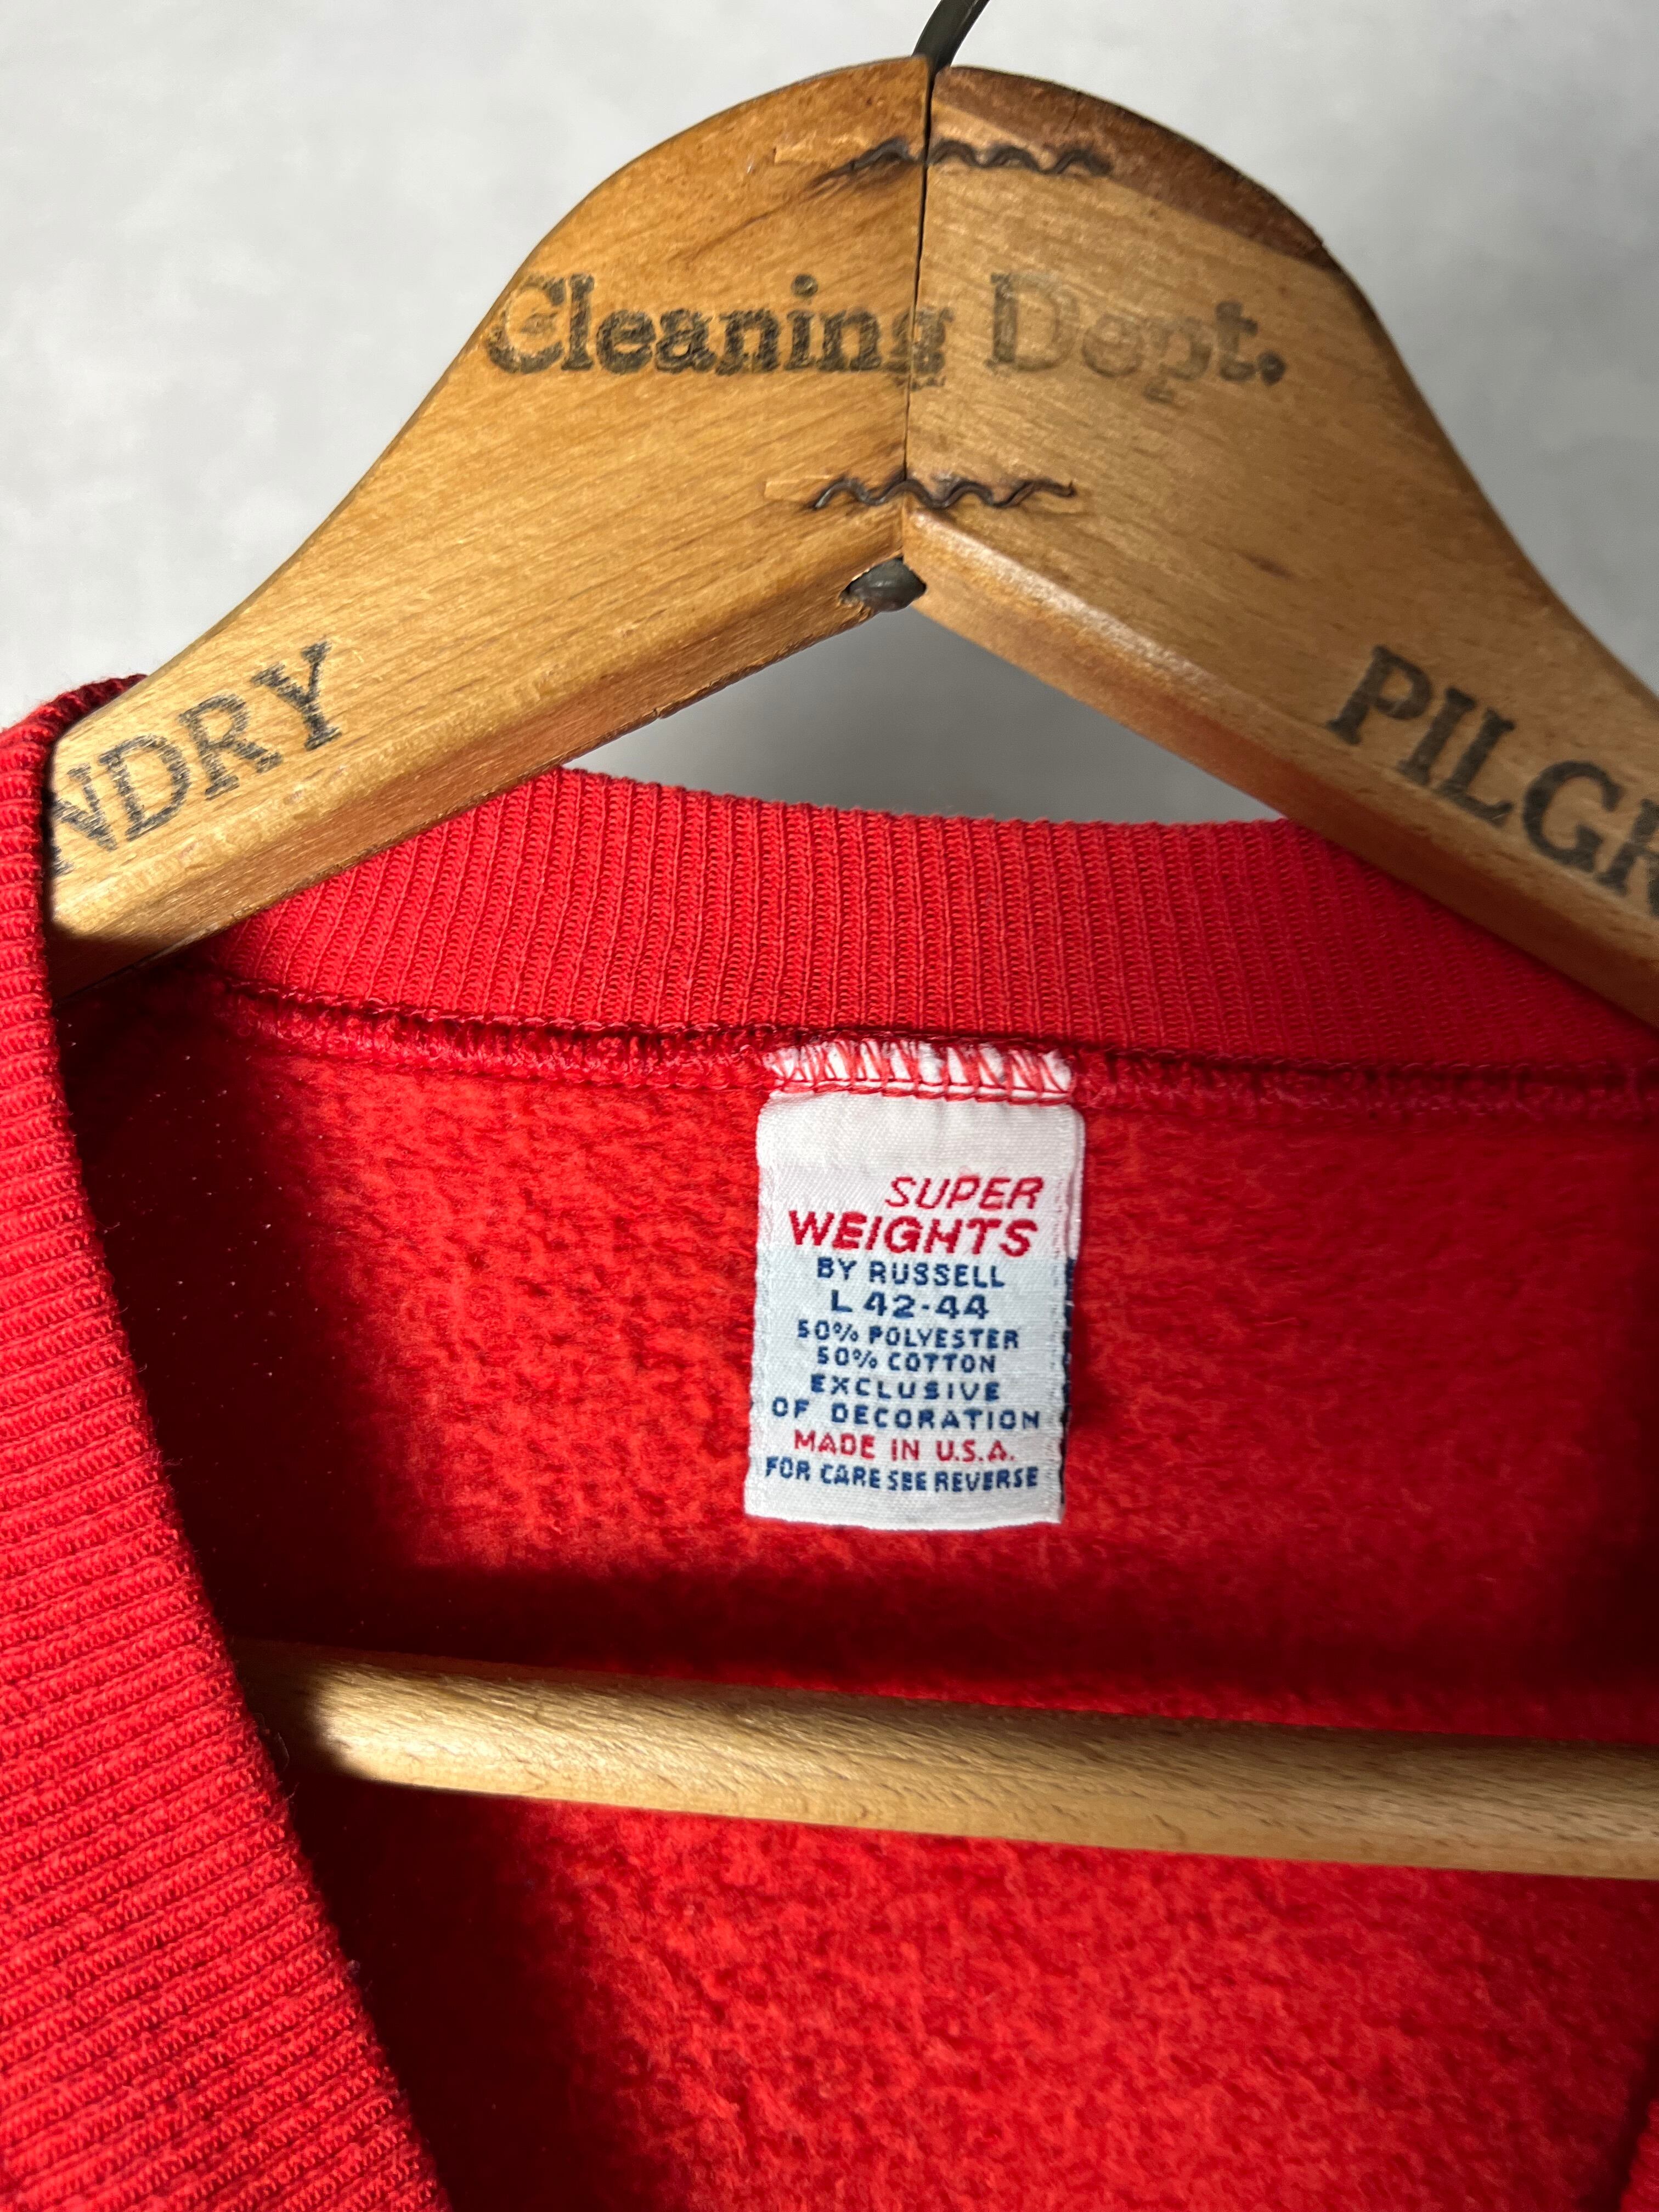 Cleaning Dept.
NDRY
PILGR
SUPER
WEIGHTS
BY RUSSELL
L 42-44
50% POLYESTER
50% COTTON
EXCLUSIVE
OF DECORATION
MADE IN U.S.A.
FOR CARE SEE REVERSE